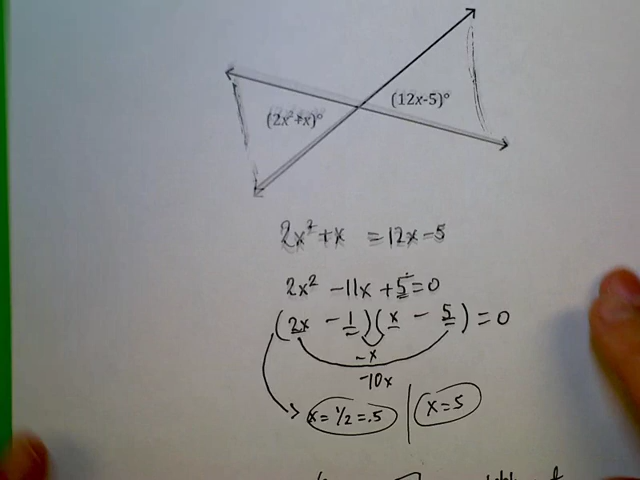 (12x-5)°
(2x²+x)°
2x²+x = 12x-5
2x² -11x +5=0
(2x - 1)(x - 5) = 0
-x
-10x
x= 1/2 = .5 | x=5